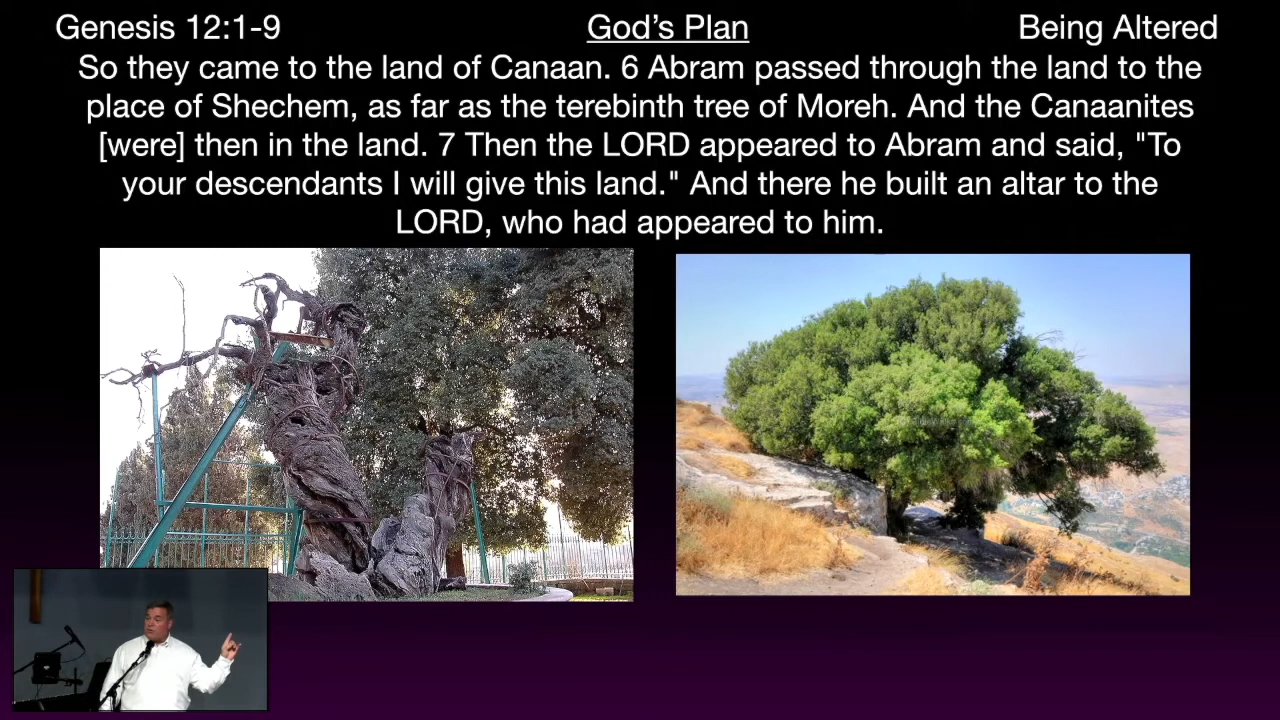 Genesis 12:1-9 God's Plan Being Altered
So they came to the land of Canaan. 6 Abram passed through the land to the
place of Shechem, as far as the terebinth tree of Moreh. And the Canaanites
[were] then in the land. 7 Then the LORD appeared to Abram and said, "To
your descendants I will give this land." And there he built an altar to the
LORD, who had appeared to him.